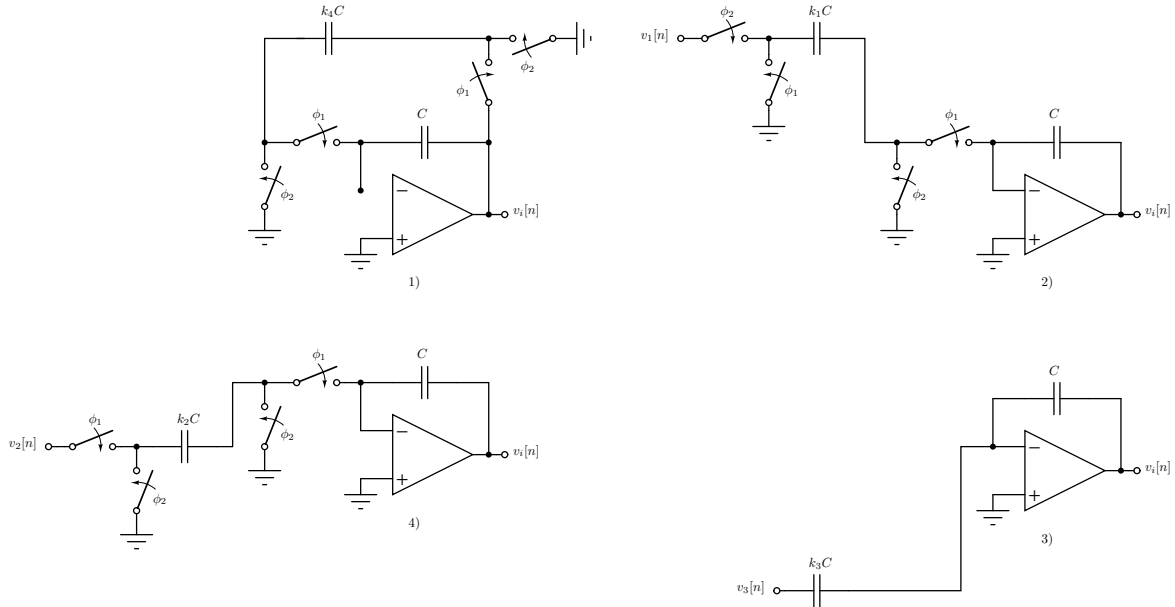 k₄C
ϕ₂
ϕ₁
ϕ₁
C
ϕ₂
−
+
vᵢ[n]
1)
v₁[n]
ϕ₂
k₁C
ϕ₁
ϕ₁
C
ϕ₂
−
+
vᵢ[n]
2)
v₂[n]
ϕ₁
k₂C
ϕ₂
ϕ₁
C
ϕ₂
−
+
vᵢ[n]
4)
C
−
+
vᵢ[n]
3)
v₃[n]
k₃C